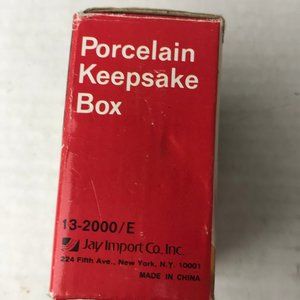 Porcelain
Keepsake
Box
13-2000/E
Jay Import Co., Inc.
224 Fifth Ave., New York, N.Y. 10001
MADE IN CHINA